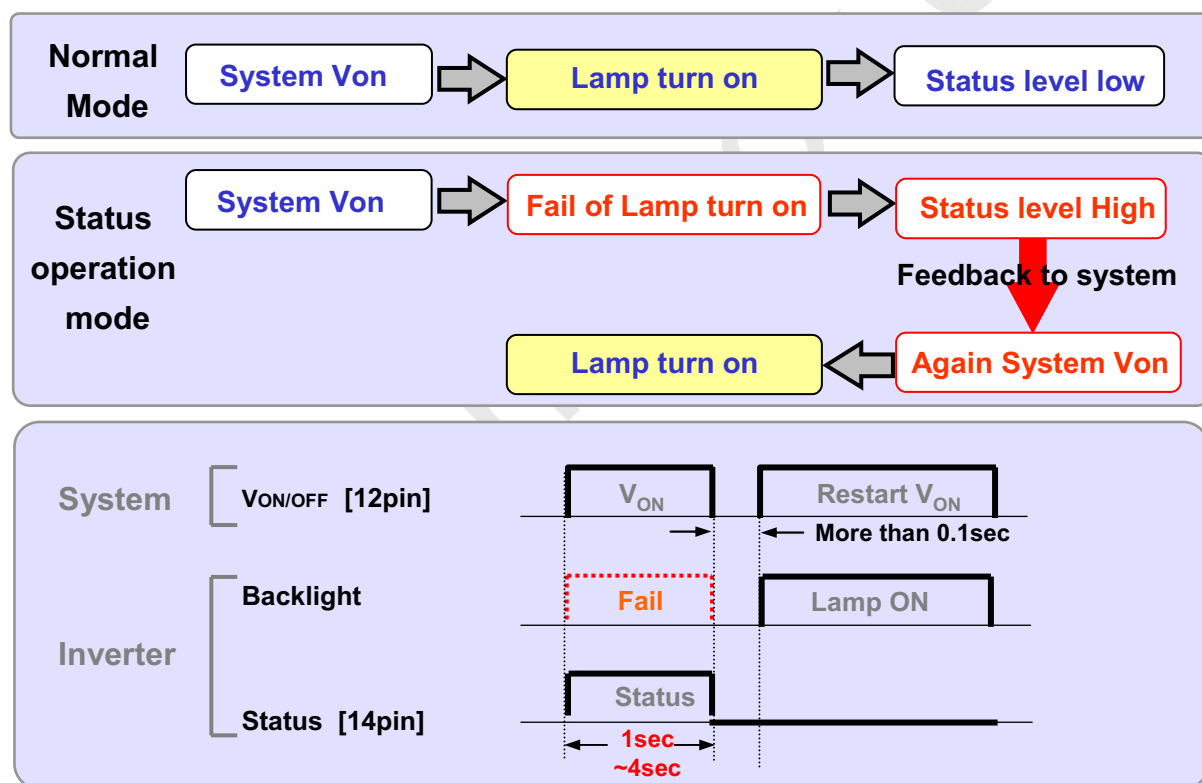 Normal
Mode
System Von
Lamp turn on
Status level low
Status
operation
mode
System Von
Fail of Lamp turn on
Status level High
Feedback to system
Lamp turn on
Again System Von
System
VON/OFF [12pin]
VON
Restart VON
More than 0.1sec
Backlight
Fail
Lamp ON
Inverter
Status [14pin]
Status
1sec
~4sec